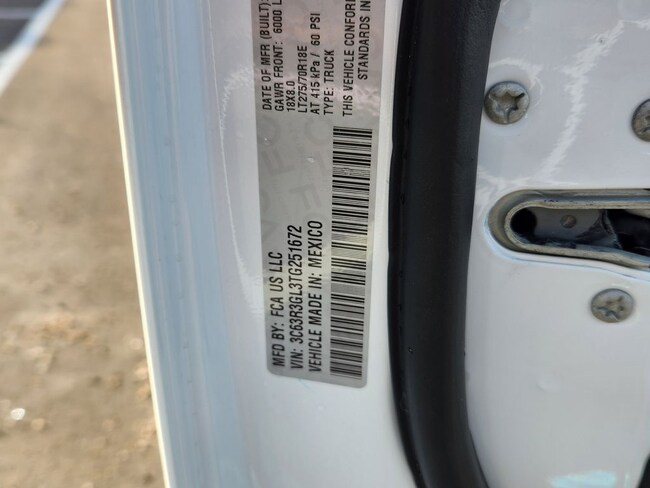 MFD BY: FCA US LLC
VIN: 3C63R3GL3TG251672
VEHICLE MADE IN: MEXICO
DATE OF MFR (BUILT):
GAWR FRONT: 6000 L
18X8.0
LT275/70R18E
AT 415 kPa / 60 PSI
TYPE: TRUCK
THIS VEHICLE CONFORM
STANDARDS IN